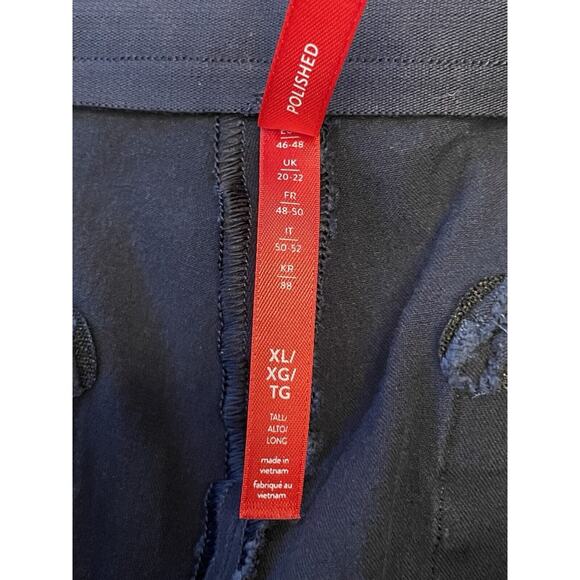 POLISHED
46-48
UK
20-22
FR
48-50
IT
50-52
KR
88
XL/
XG/
TG
TALL/
ALTO/
LONG
made in
vietnam
fabriqué au
vietnam